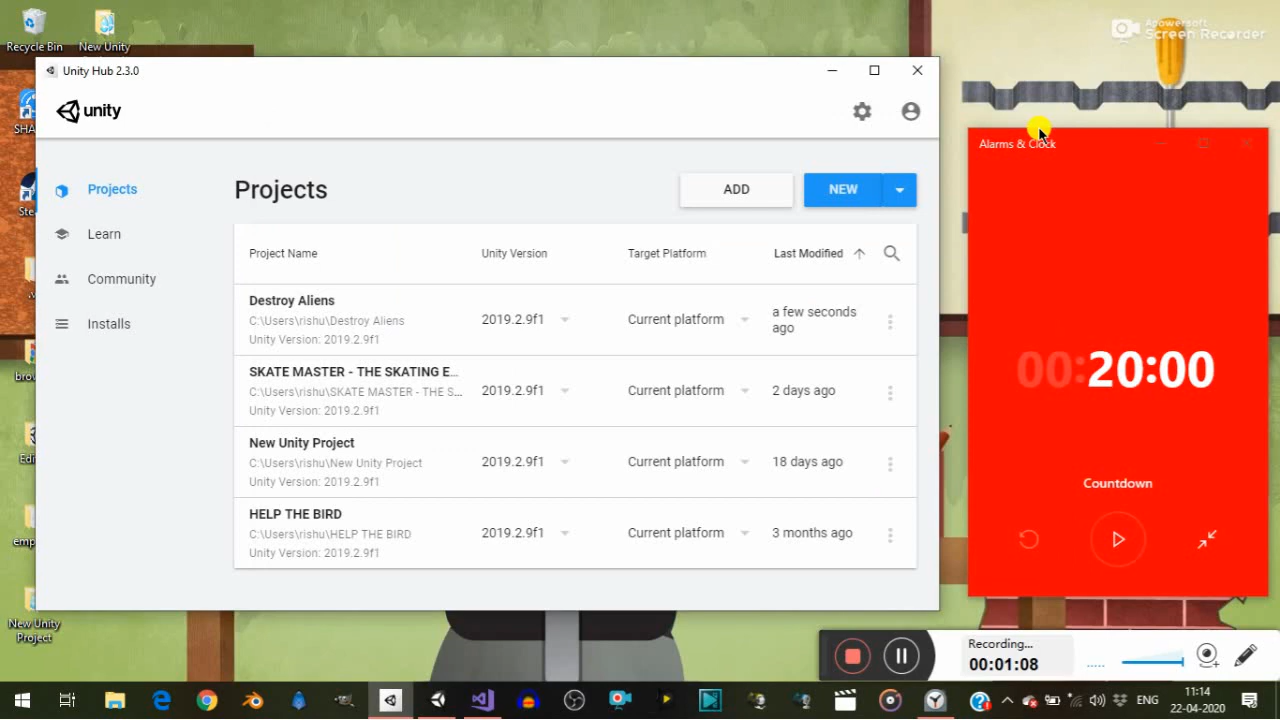 Recycle Bin
New Unity
Apowersoft
Screen Recorder
Unity Hub 2.3.0
unity
Alarms & Clock
Projects
Learn
Community
Installs
Projects
ADD
NEW
Project Name
Unity Version
Target Platform
Last Modified
Destroy Aliens
C:\Users\rishu\Destroy Aliens
Unity Version: 2019.2.9f1
2019.2.9f1
Current platform
a few seconds
ago
SKATE MASTER - THE SKATING E...
C:\Users\rishu\SKATE MASTER - THE S...
Unity Version: 2019.2.9f1
2019.2.9f1
Current platform
2 days ago
New Unity Project
C:\Users\rishu\New Unity Project
Unity Version: 2019.2.9f1
2019.2.9f1
Current platform
18 days ago
HELP THE BIRD
C:\Users\rishu\HELP THE BIRD
Unity Version: 2019.2.9f1
2019.2.9f1
Current platform
3 months ago
00:20:00
Countdown
SHA
Ste
brow
Edi
emp
New Unity
Project
Recording...
00:01:08
ENG
11:14
22-04-2020